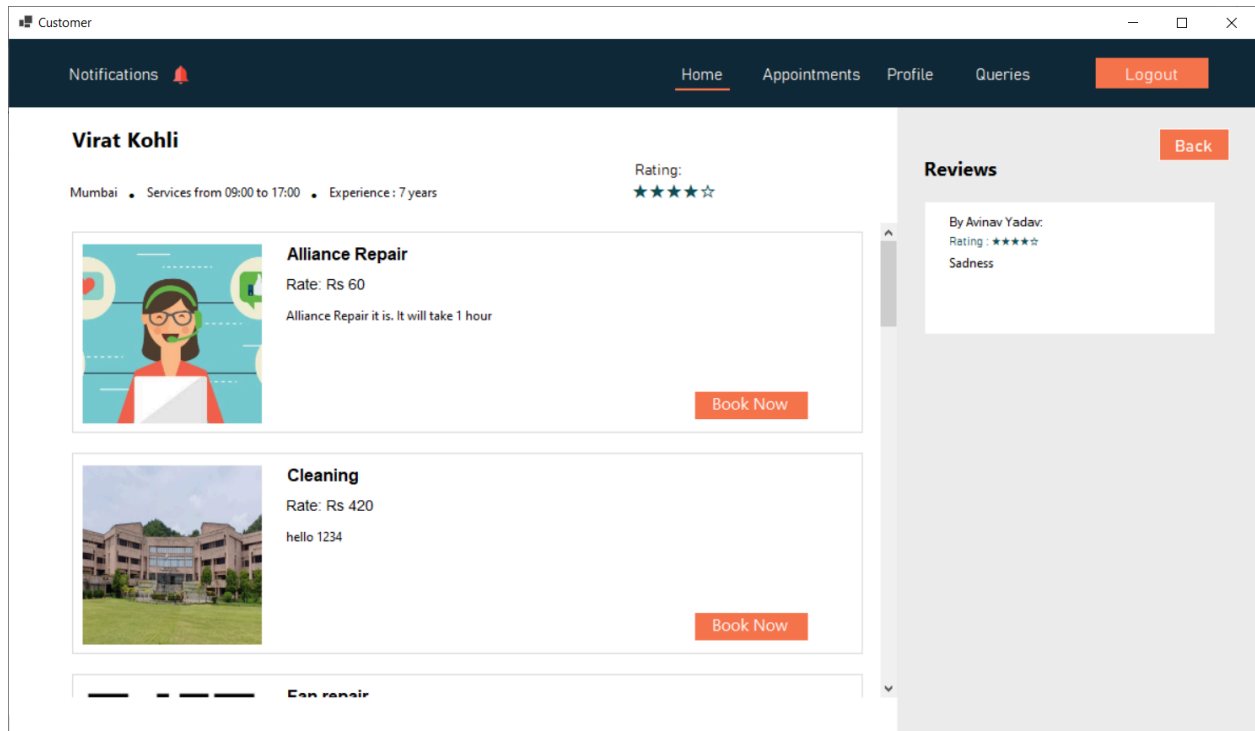 Customer
Notifications Home Appointments Profile Queries Logout
Virat Kohli
Mumbai • Services from 09:00 to 17:00 • Experience : 7 years
Rating:
★★★★☆
Alliance Repair
Rate: Rs 60
Alliance Repair it is. It will take 1 hour
Book Now
Cleaning
Rate: Rs 420
hello 1234
Book Now
Fan repair
Back
Reviews
By Avinav Yadav:
Rating : ★★★★☆
Sadness